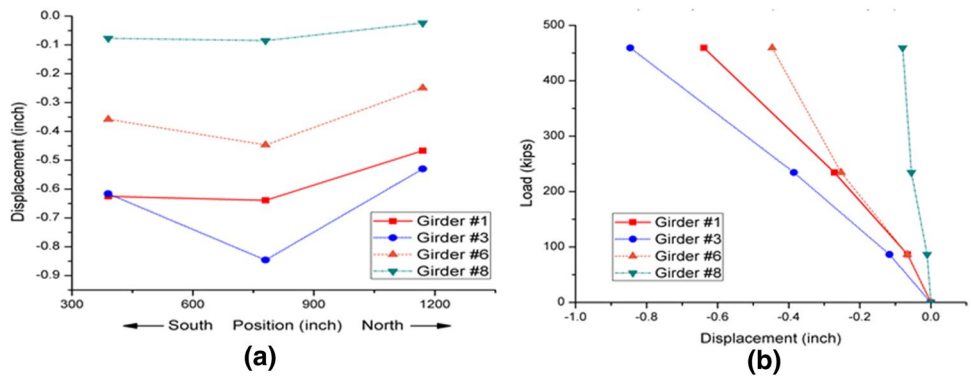 0.0
-0.1
-0.2
-0.3
-0.4
-0.5
-0.6
-0.7
-0.8
-0.9
Displacement (inch)
Girder #1
Girder #3
Girder #6
Girder #8
300 600 900 1200
South Position (inch) North
(a)
500
400
300
200
100
0
Load (kips)
Girder #1
Girder #3
Girder #6
Girder #8
-1.0 -0.8 -0.6 -0.4 -0.2 0.0
Displacement (inch)
(b)